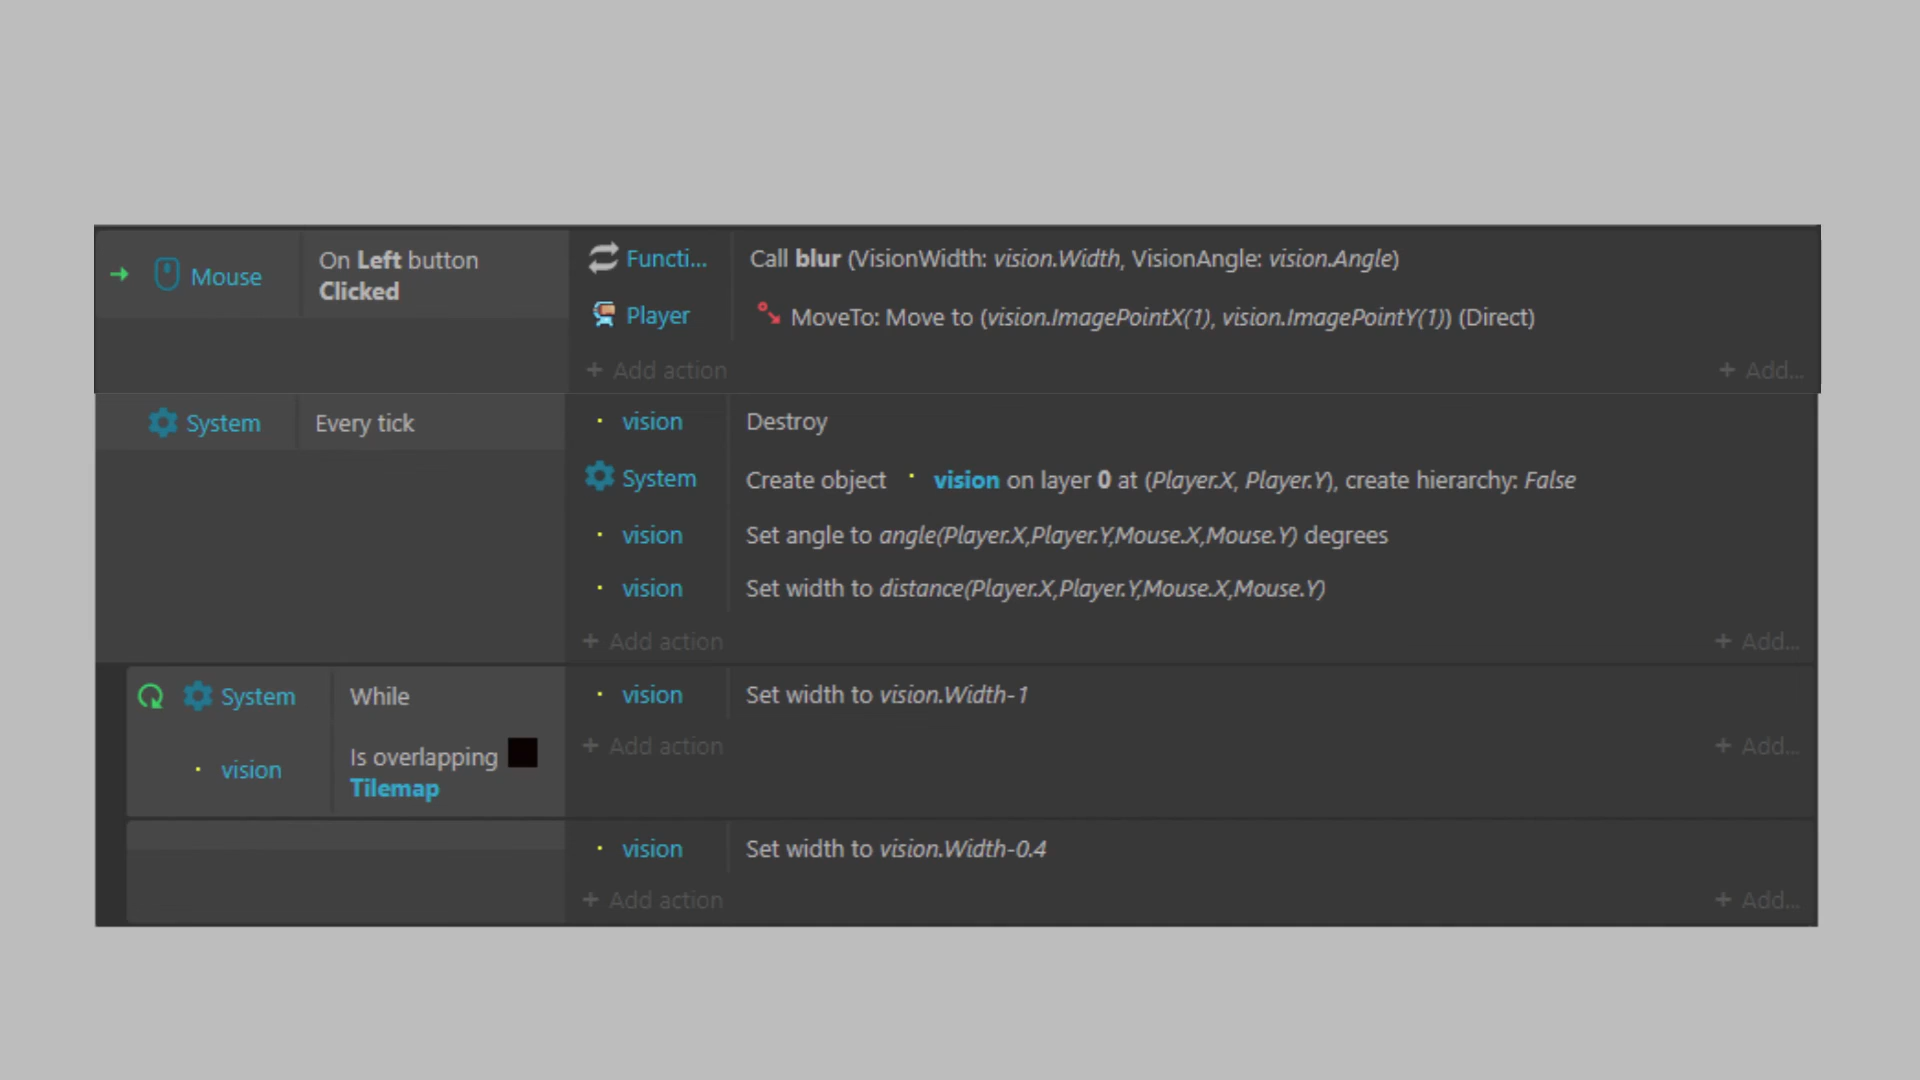 Mouse
On Left button
Clicked
Functi...
Call blur (VisionWidth: vision.Width, VisionAngle: vision.Angle)
Player
MoveTo: Move to (vision.ImagePointX(1), vision.ImagePointY(1)) (Direct)
+ Add action
+ Add...
System
Every tick
vision
Destroy
System
Create object vision on layer 0 at (Player.X, Player.Y), create hierarchy: False
vision
Set angle to angle(Player.X,Player.Y,Mouse.X,Mouse.Y) degrees
vision
Set width to distance(Player.X,Player.Y,Mouse.X,Mouse.Y)
+ Add action
+ Add...
System
While
vision
Set width to vision.Width-1
+ Add action
+ Add...
vision
Is overlapping
Tilemap
vision
Set width to vision.Width-0.4
+ Add action
+ Add...